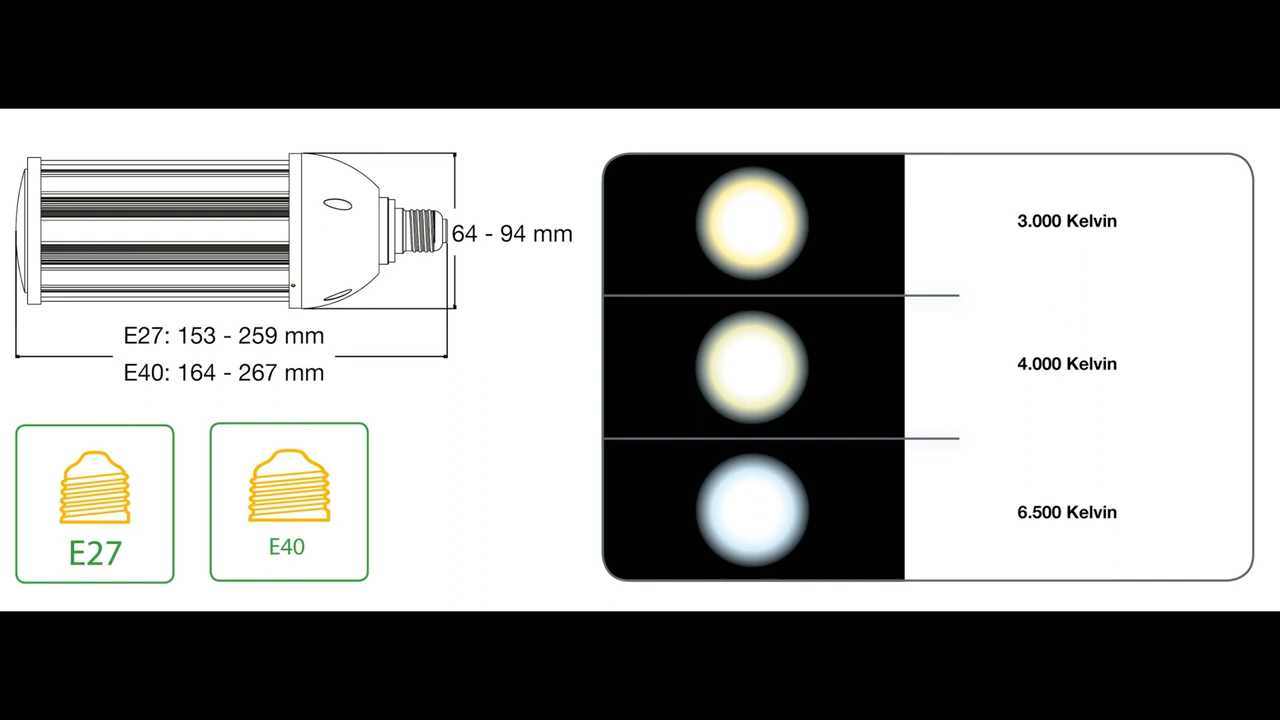 64 - 94 mm
E27: 153 - 259 mm
E40: 164 - 267 mm
E27
E40
3.000 Kelvin
4.000 Kelvin
6.500 Kelvin